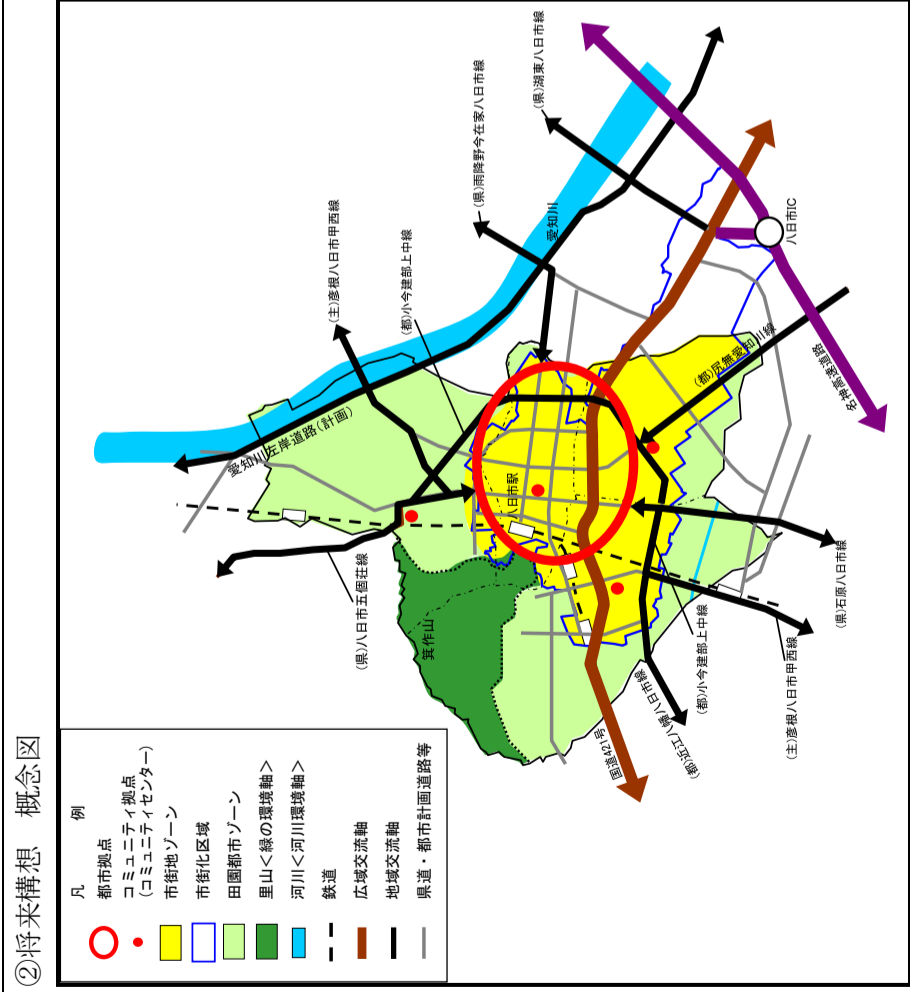 ②将来構想　概念図
凡　例
都市拠点
コミュニティ拠点
(コミュニティセンター)
市街地ゾーン
市街化区域
田園都市ゾーン
里山＜緑の環境軸＞
河川＜河川環境軸＞
鉄道
広域交流軸
地域交流軸
県道・都市計画道路等
(県)八日市五個荘線
箕作山
愛知川左岸道路(計画)
(主)彦根八日市甲西線
(都)小今建部上中線
(県)雨降野今在家八日市線
(県)湖東八日市線
愛知川
八日市駅
八日市IC
名神高速道路
(都)尻無愛知川線
国道421号
(都)近江八幡八日市線
(都)小今建部上中線
(主)彦根八日市甲西線
(県)石原八日市線